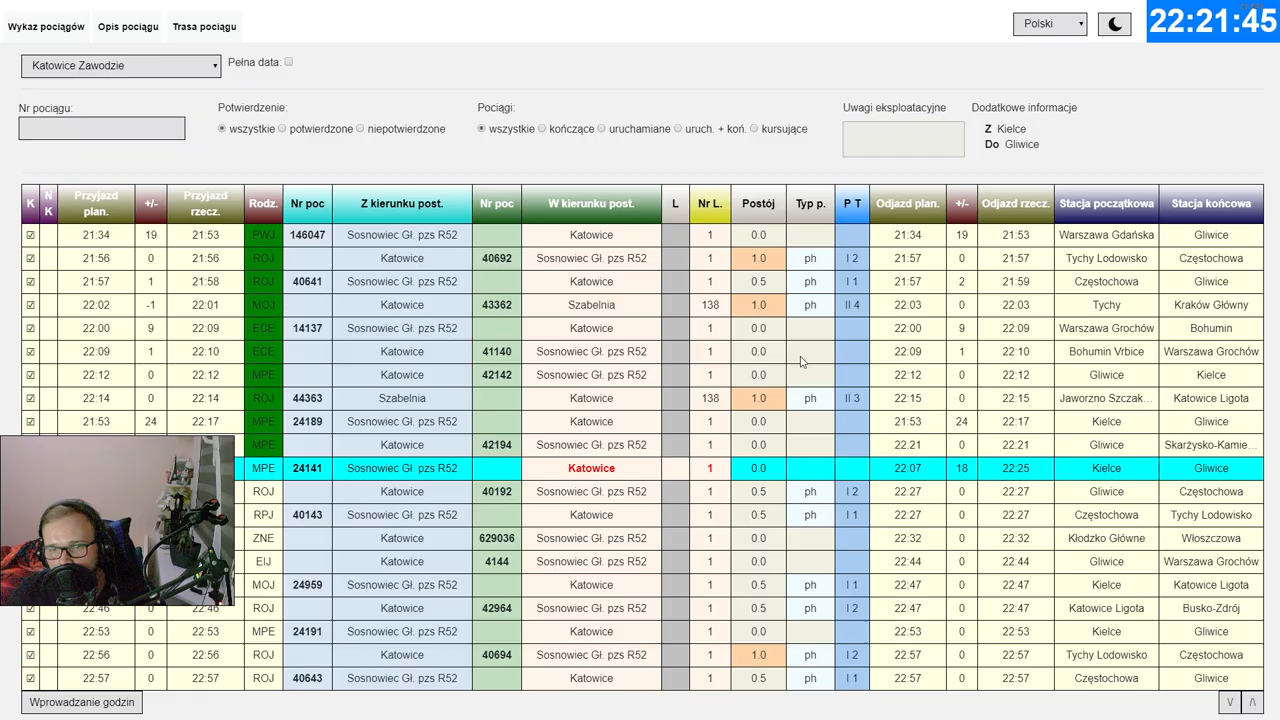 Wykaz pociągów Opis pociągu Trasa pociągu Polski 22:21:45
Katowice Zawodzie Pełna data:
Nr pociągu: Potwierdzenie: Pociągi: Uwagi eksploatacyjne Dodatkowe informacje
wszystkie potwierdzone niepotwierdzone wszystkie kończące uruchamiane uruch. + koń. kursujące Z Kielce
Do Gliwice
K N K Przyjazd plan. +/- Przyjazd rzecz. Rodz. Nr poc Z kierunku post. Nr poc W kierunku post. L Nr L. Postój Typ p. P T Odjazd plan. +/- Odjazd rzecz. Stacja początkowa Stacja końcowa
21:34 19 21:53 PWJ 146047 Sosnowiec Gł. pzs R52 Katowice 1 0.0 21:34 19 21:53 Warszawa Gdańska Gliwice
21:56 0 21:56 ROJ Katowice 40692 Sosnowiec Gł. pzs R52 1 1.0 ph I 2 21:57 0 21:57 Tychy Lodowisko Częstochowa
21:57 1 21:58 ROJ 40641 Sosnowiec Gł. pzs R52 Katowice 1 0.5 ph I 1 21:57 2 21:59 Częstochowa Gliwice
22:02 -1 22:01 MOJ Katowice 43362 Szabelnia 138 1.0 ph II 4 22:03 0 22:03 Tychy Kraków Główny
22:00 9 22:09 ECE 14137 Sosnowiec Gł. pzs R52 Katowice 1 0.0 22:00 9 22:09 Warszawa Grochów Bohumin
22:09 1 22:10 ECE Katowice 41140 Sosnowiec Gł. pzs R52 1 0.0 22:09 1 22:10 Bohumin Vrbice Warszawa Grochów
22:12 0 22:12 MPE Katowice 42142 Sosnowiec Gł. pzs R52 1 0.0 22:12 0 22:12 Gliwice Kielce
22:14 0 22:14 ROJ 44363 Szabelnia Katowice 138 1.0 ph II 3 22:15 0 22:15 Jaworzno Szczak... Katowice Ligota
21:53 24 22:17 MPE 24189 Sosnowiec Gł. pzs R52 Katowice 1 0.0 21:53 24 22:17 Kielce Gliwice
MPE Katowice 42194 Sosnowiec Gł. pzs R52 1 0.0 22:21 0 22:21 Gliwice Skarżysko-Kamie...
MPE 24141 Sosnowiec Gł. pzs R52 Katowice 1 0.0 22:07 18 22:25 Kielce Gliwice
ROJ Katowice 40192 Sosnowiec Gł. pzs R52 1 0.5 ph I 2 22:27 0 22:27 Gliwice Częstochowa
RPJ 40143 Sosnowiec Gł. pzs R52 Katowice 1 0.5 ph I 1 22:27 0 22:27 Częstochowa Tychy Lodowisko
ZNE Katowice 629036 Sosnowiec Gł. pzs R52 1 0.0 22:32 0 22:32 Kłodzko Główne Włoszczowa
EIJ Katowice 4144 Sosnowiec Gł. pzs R52 1 0.0 22:44 0 22:44 Gliwice Warszawa Grochów
MOJ 24959 Sosnowiec Gł. pzs R52 Katowice 1 0.5 ph I 1 22:47 0 22:47 Kielce Katowice Ligota
22:46 0 22:46 ROJ Katowice 42964 Sosnowiec Gł. pzs R52 1 0.5 ph I 2 22:47 0 22:47 Katowice Ligota Busko-Zdrój
22:53 0 22:53 MPE 24191 Sosnowiec Gł. pzs R52 Katowice 1 0.0 22:53 0 22:53 Kielce Gliwice
22:56 0 22:56 ROJ Katowice 40694 Sosnowiec Gł. pzs R52 1 1.0 ph I 2 22:57 0 22:57 Tychy Lodowisko Częstochowa
22:57 0 22:57 ROJ 40643 Sosnowiec Gł. pzs R52 Katowice 1 0.5 ph I 1 22:57 0 22:57 Częstochowa Gliwice
Wprowadzanie godzin V Λ